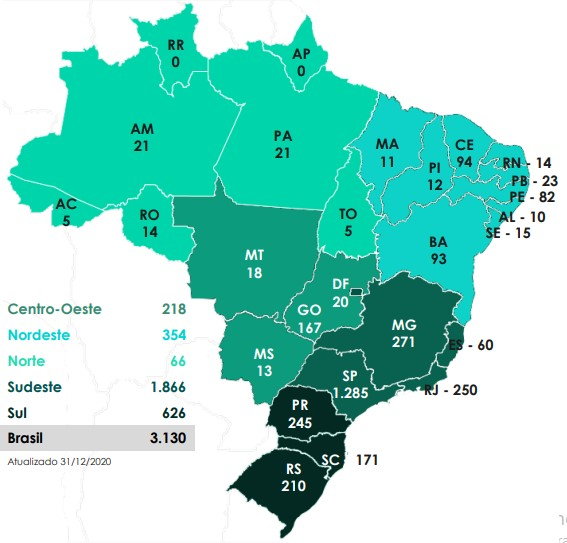 RR
0
AP
0
AM
21
PA
21
MA
11
CE
94
PI
12
RN - 14
PB - 23
PE - 82
AL - 10
SE - 15
AC
5
RO
14
TO
5
BA
93
MT
18
DF
20
GO
167
MG
271
ES - 60
MS
13
SP
1.285
RJ - 250
PR
245
SC 171
RS
210
Centro-Oeste 218
Nordeste 354
Norte 66
Sudeste 1.866
Sul 626
Brasil 3.130
Atualizado 31/12/2020